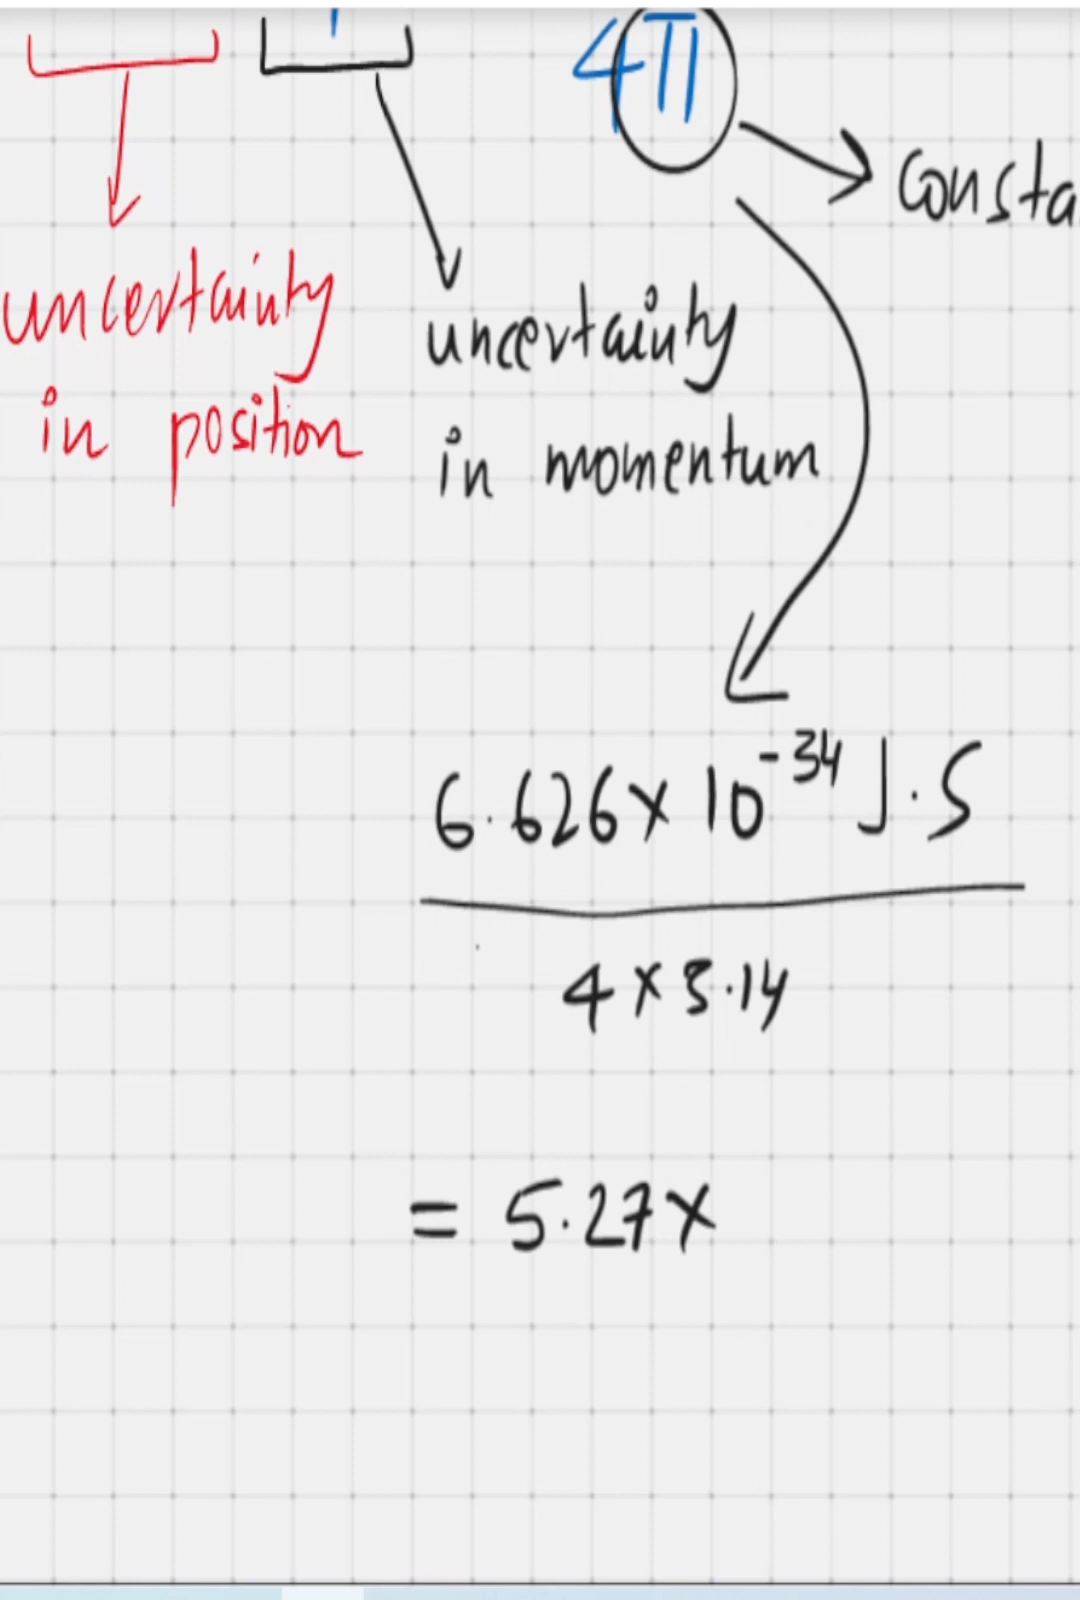 4π
Consta
uncertainty
in position
uncertainty
in momentum
6.626 x 10⁻³⁴ J.S
4 x 3.14
= 5.27 x